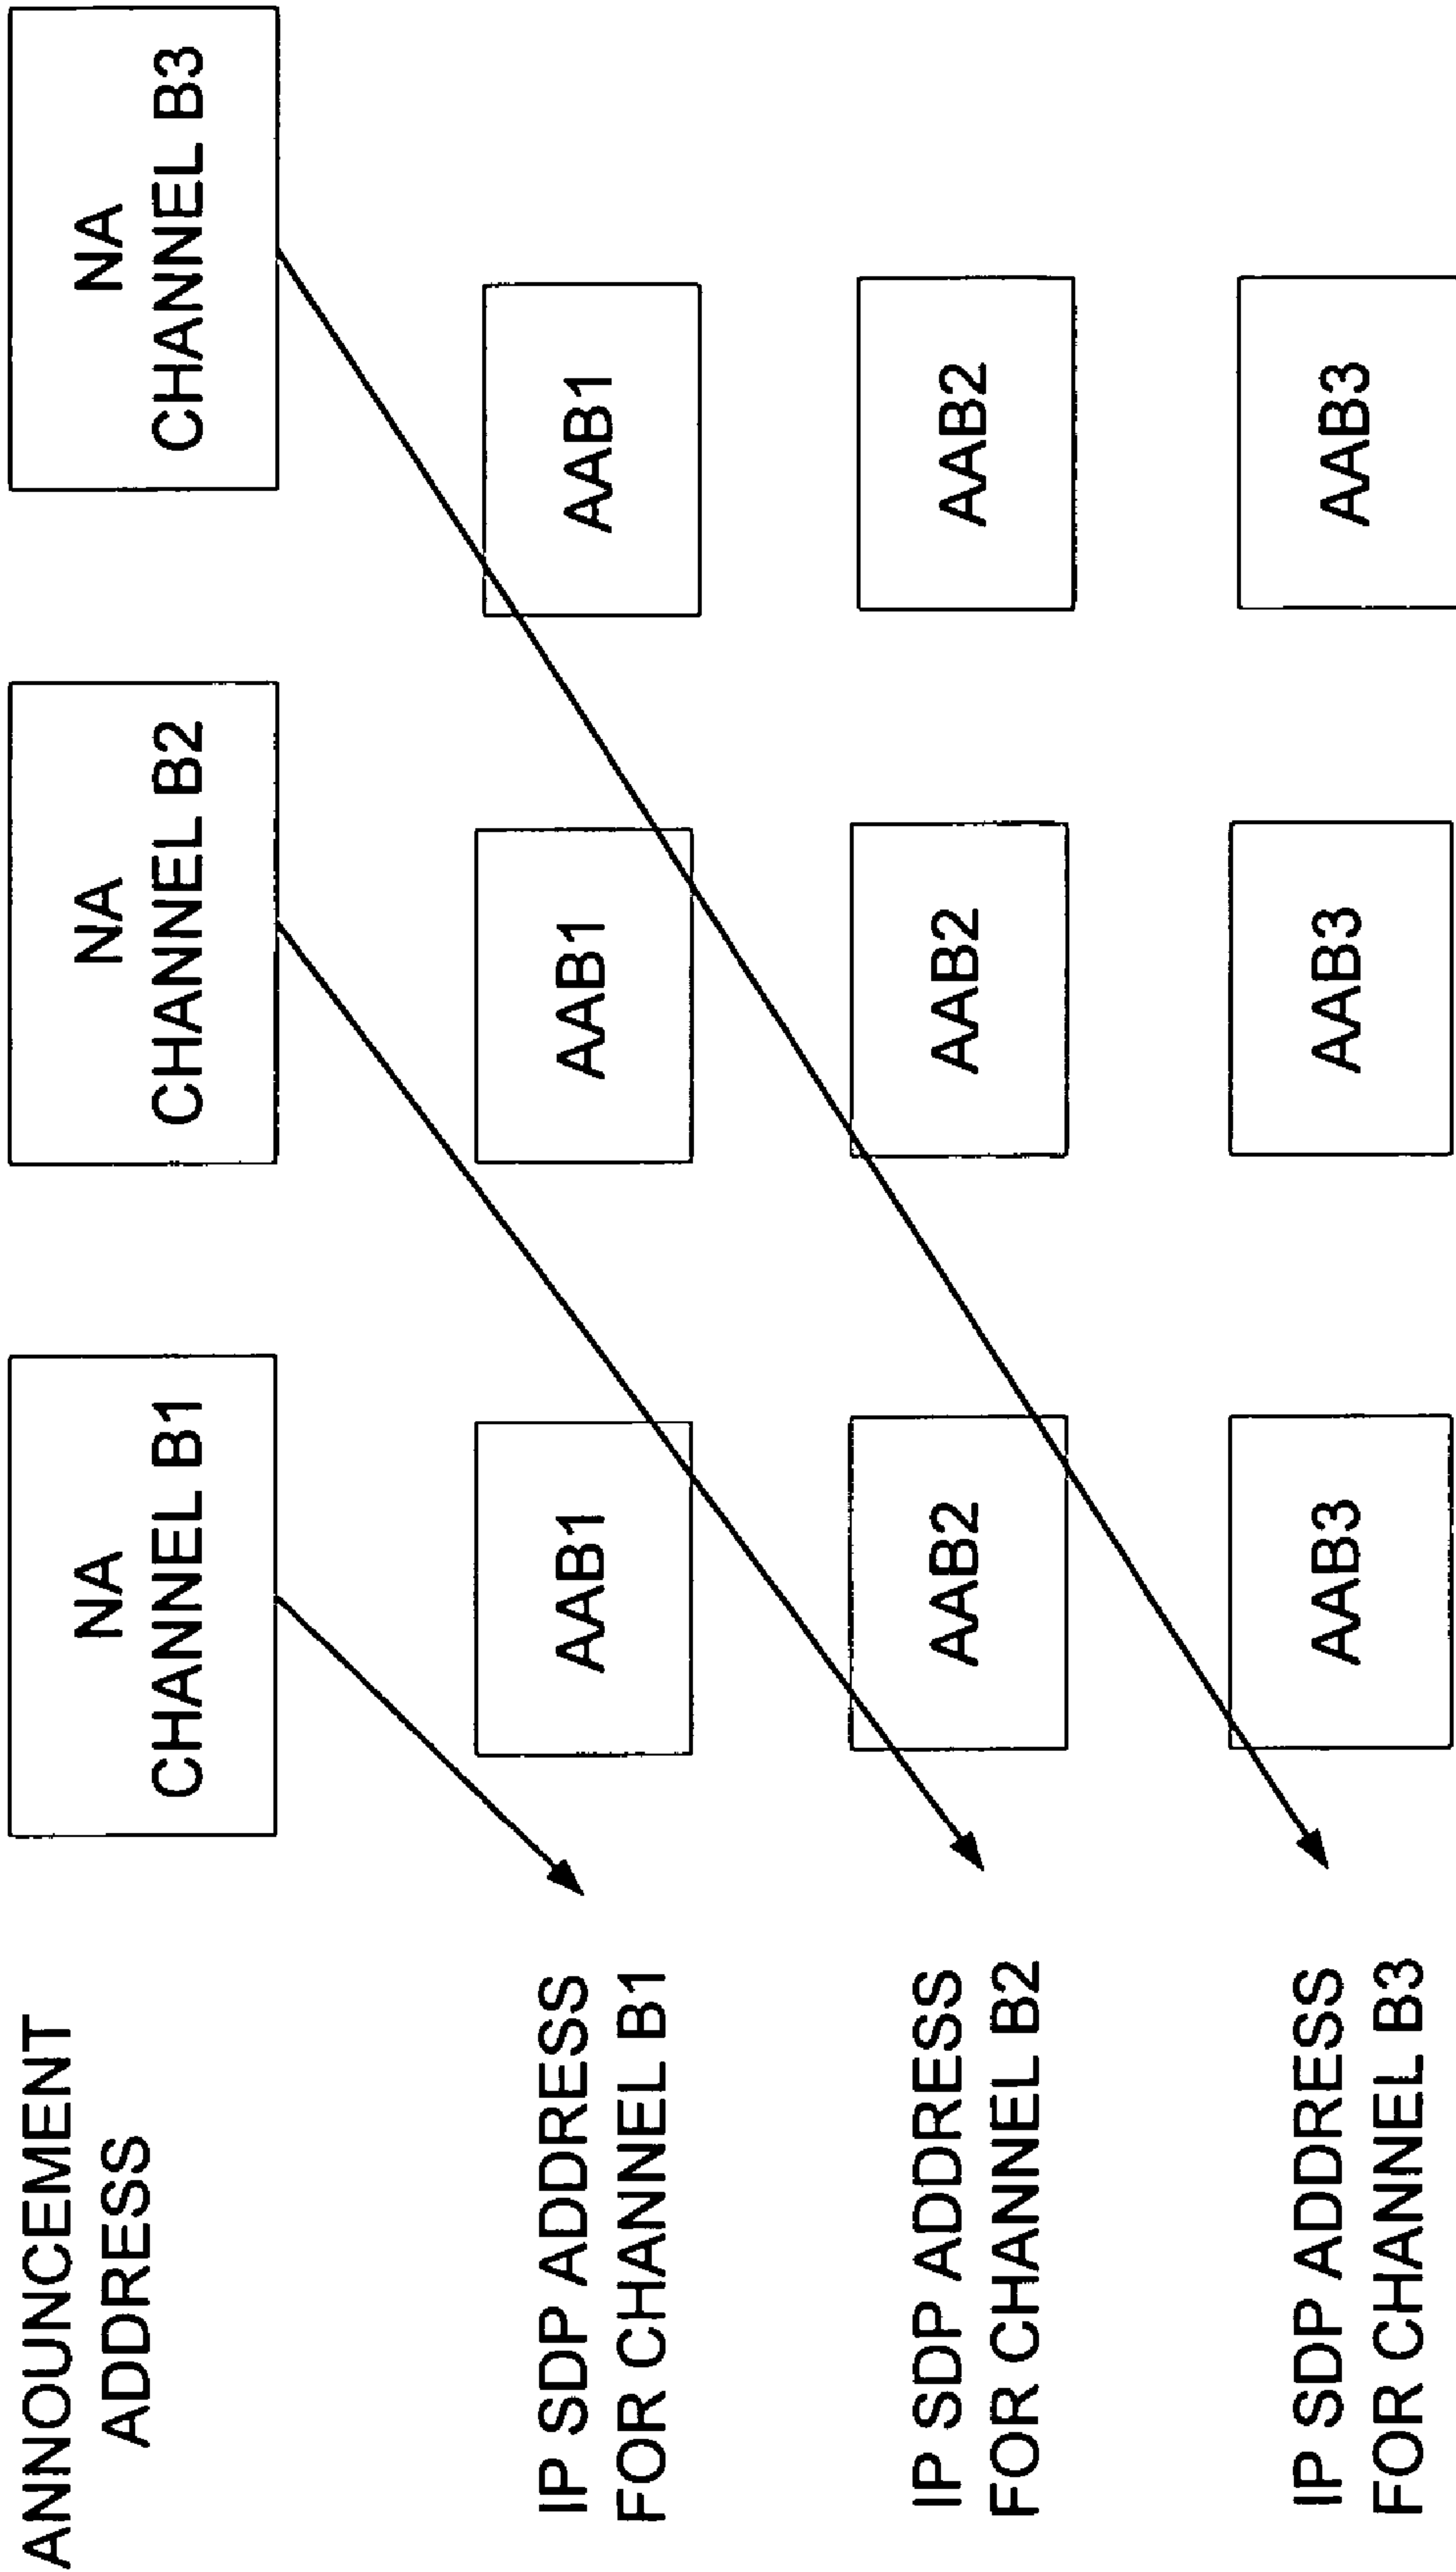 ANNOUNCEMENT
ADDRESS
NA
CHANNEL B1
NA
CHANNEL B2
NA
CHANNEL B3
IP SDP ADDRESS
FOR CHANNEL B1
AAB1
AAB1
AAB1
IP SDP ADDRESS
FOR CHANNEL B2
AAB2
AAB2
AAB2
IP SDP ADDRESS
FOR CHANNEL B3
AAB3
AAB3
AAB3